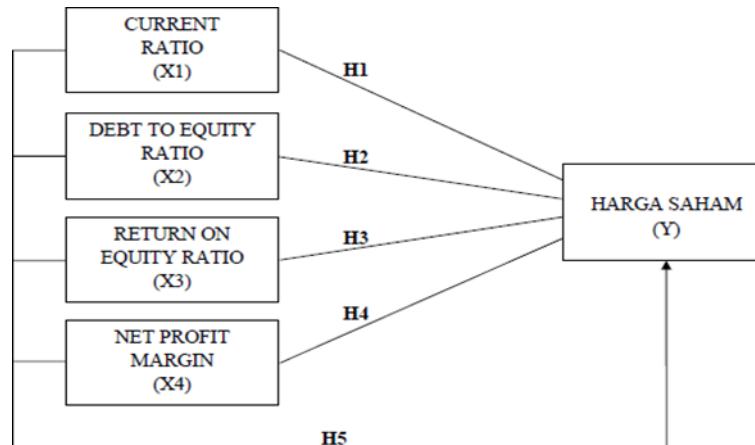 CURRENT
RATIO
(X1)
H1
DEBT TO EQUITY
RATIO
(X2)
H2
HARGA SAHAM
(Y)
RETURN ON
EQUITY RATIO
(X3)
H3
NET PROFIT
MARGIN
(X4)
H4
H5